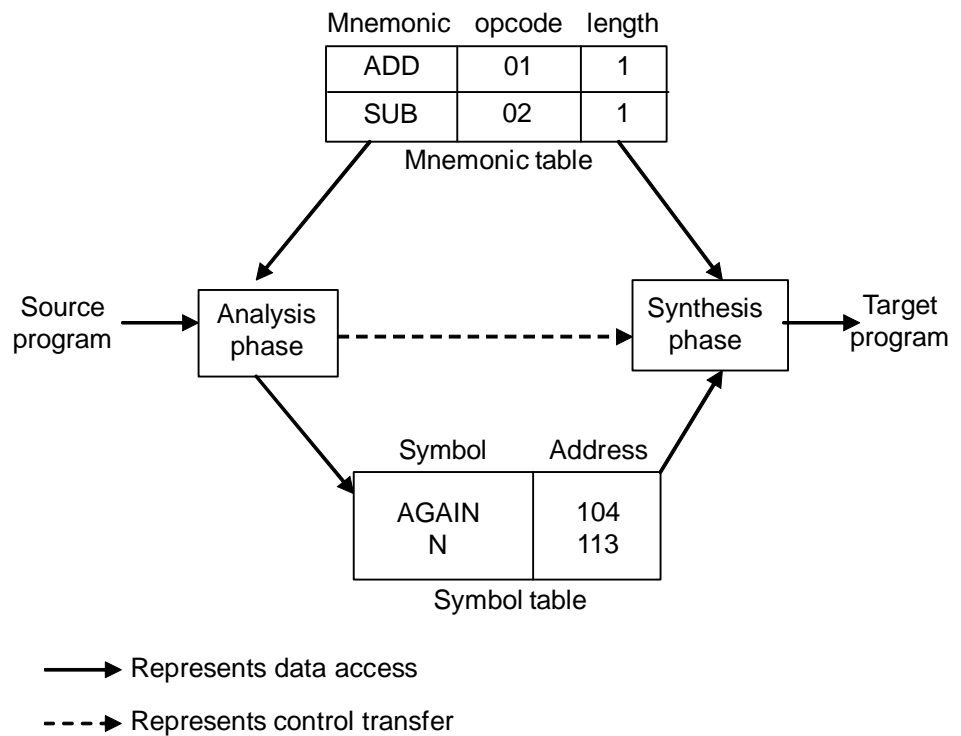 Mnemonic opcode length
ADD 01 1
SUB 02 1
Mnemonic table
Source
program
Analysis
phase
Synthesis
phase
Target
program
Symbol Address
AGAIN 104
N 113
Symbol table
Represents data access
Represents control transfer